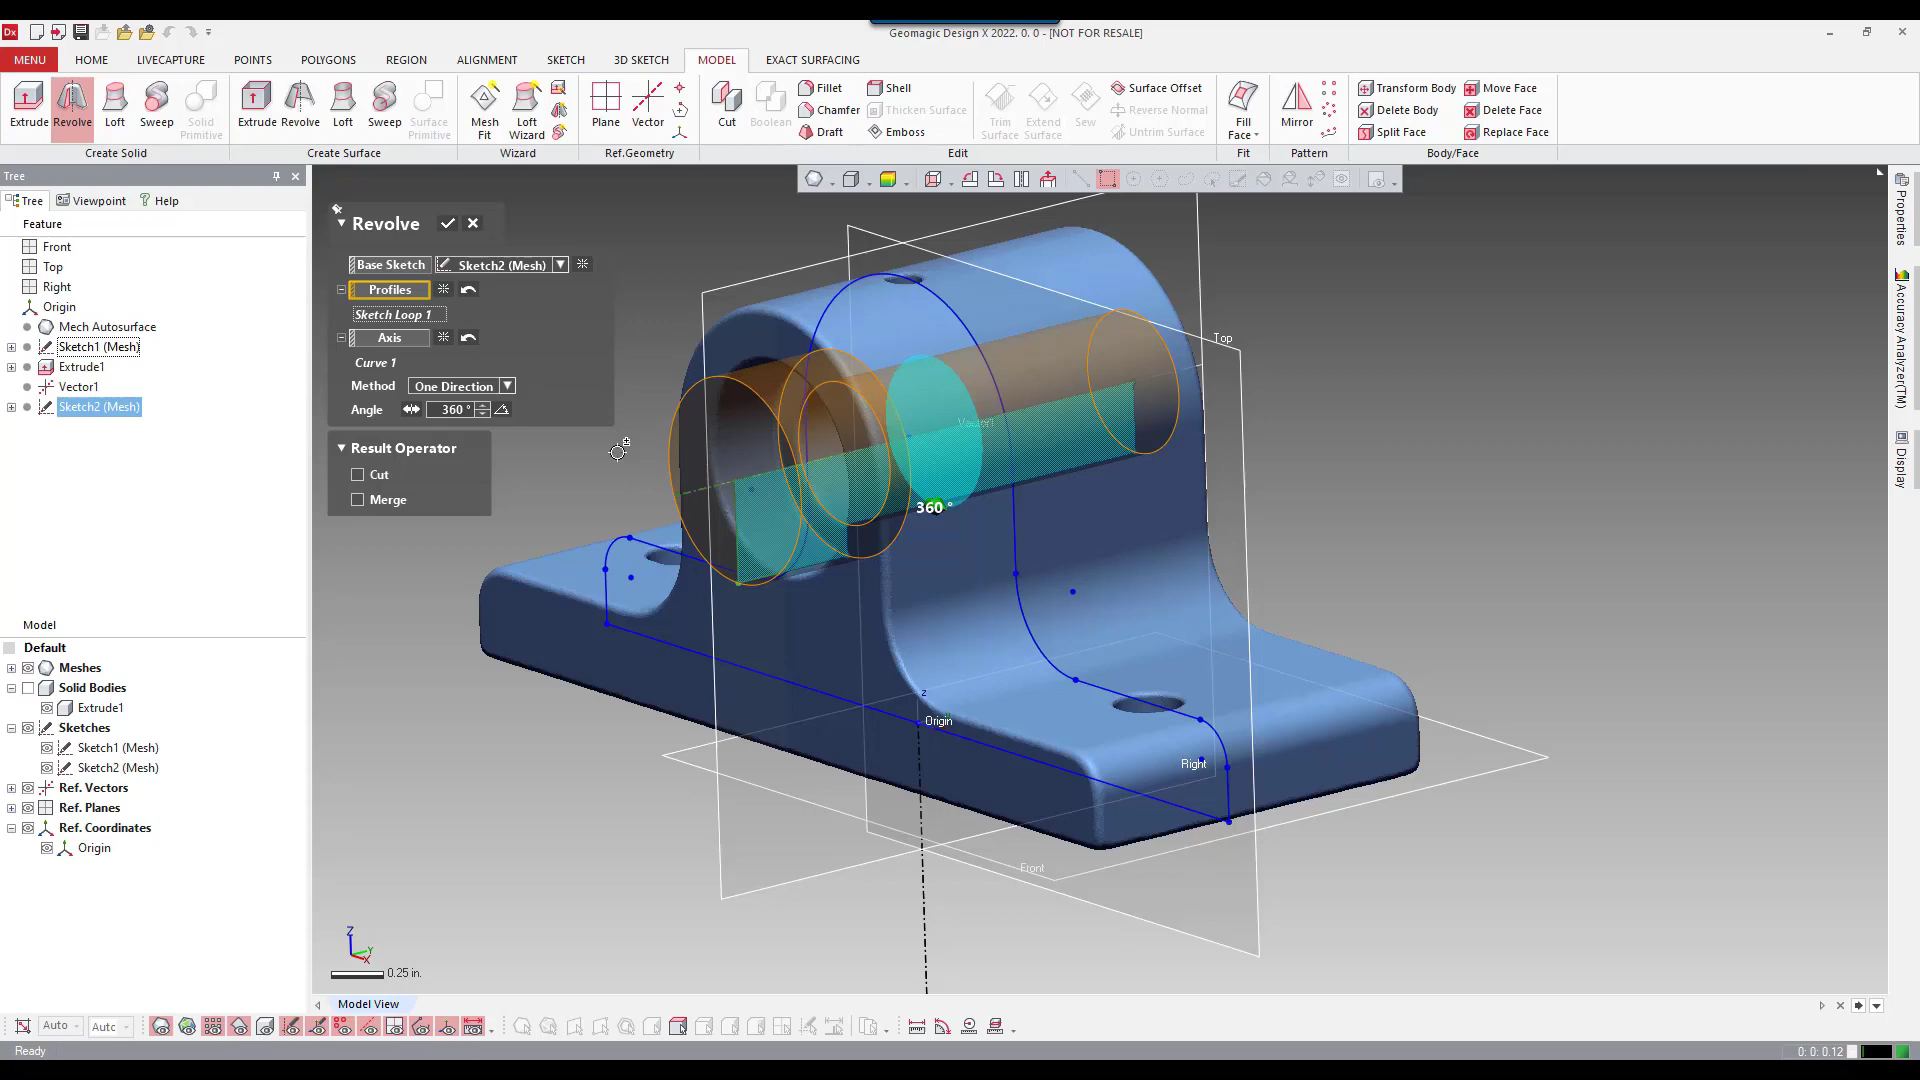 Dx
Geomagic Design X 2022. 0. 0 - [NOT FOR RESALE]
MENU HOME LIVECAPTURE POINTS POLYGONS REGION ALIGNMENT SKETCH 3D SKETCH MODEL EXACT SURFACING
Extrude Revolve Loft Sweep Solid Primitive
Create Solid
Extrude Revolve Loft Sweep Surface Primitive
Create Surface
Mesh Fit Loft Wizard
Wizard
Plane Vector
Ref.Geometry
Cut Boolean
Fillet Shell
Chamfer Thicken Surface
Draft Emboss
Trim Surface Extend Surface Sew
Surface Offset
Reverse Normal
Untrim Surface
Edit
Fill Face
Fit
Mirror
Pattern
Transform Body Move Face
Delete Body Delete Face
Split Face Replace Face
Body/Face
Tree
Tree Viewpoint Help
Feature
Front
Top
Right
Origin
Mech Autosurface
Sketch1 (Mesh)
Extrude1
Vector1
Sketch2 (Mesh)
Model
Default
Meshes
Solid Bodies
Extrude1
Sketches
Sketch1 (Mesh)
Sketch2 (Mesh)
Ref. Vectors
Ref. Planes
Ref. Coordinates
Origin
Revolve
Base Sketch Sketch2 (Mesh)
Profiles
Sketch Loop 1
Axis
Curve 1
Method One Direction
Angle 360 °
Result Operator
Cut
Merge
Top
Vector1
360 °
z
Origin
Right
Front
Z
Y
X
0.25 in.
Properties
Accuracy Analyzer(TM)
Display
Model View
Auto Auto
Ready
0: 0: 0.12